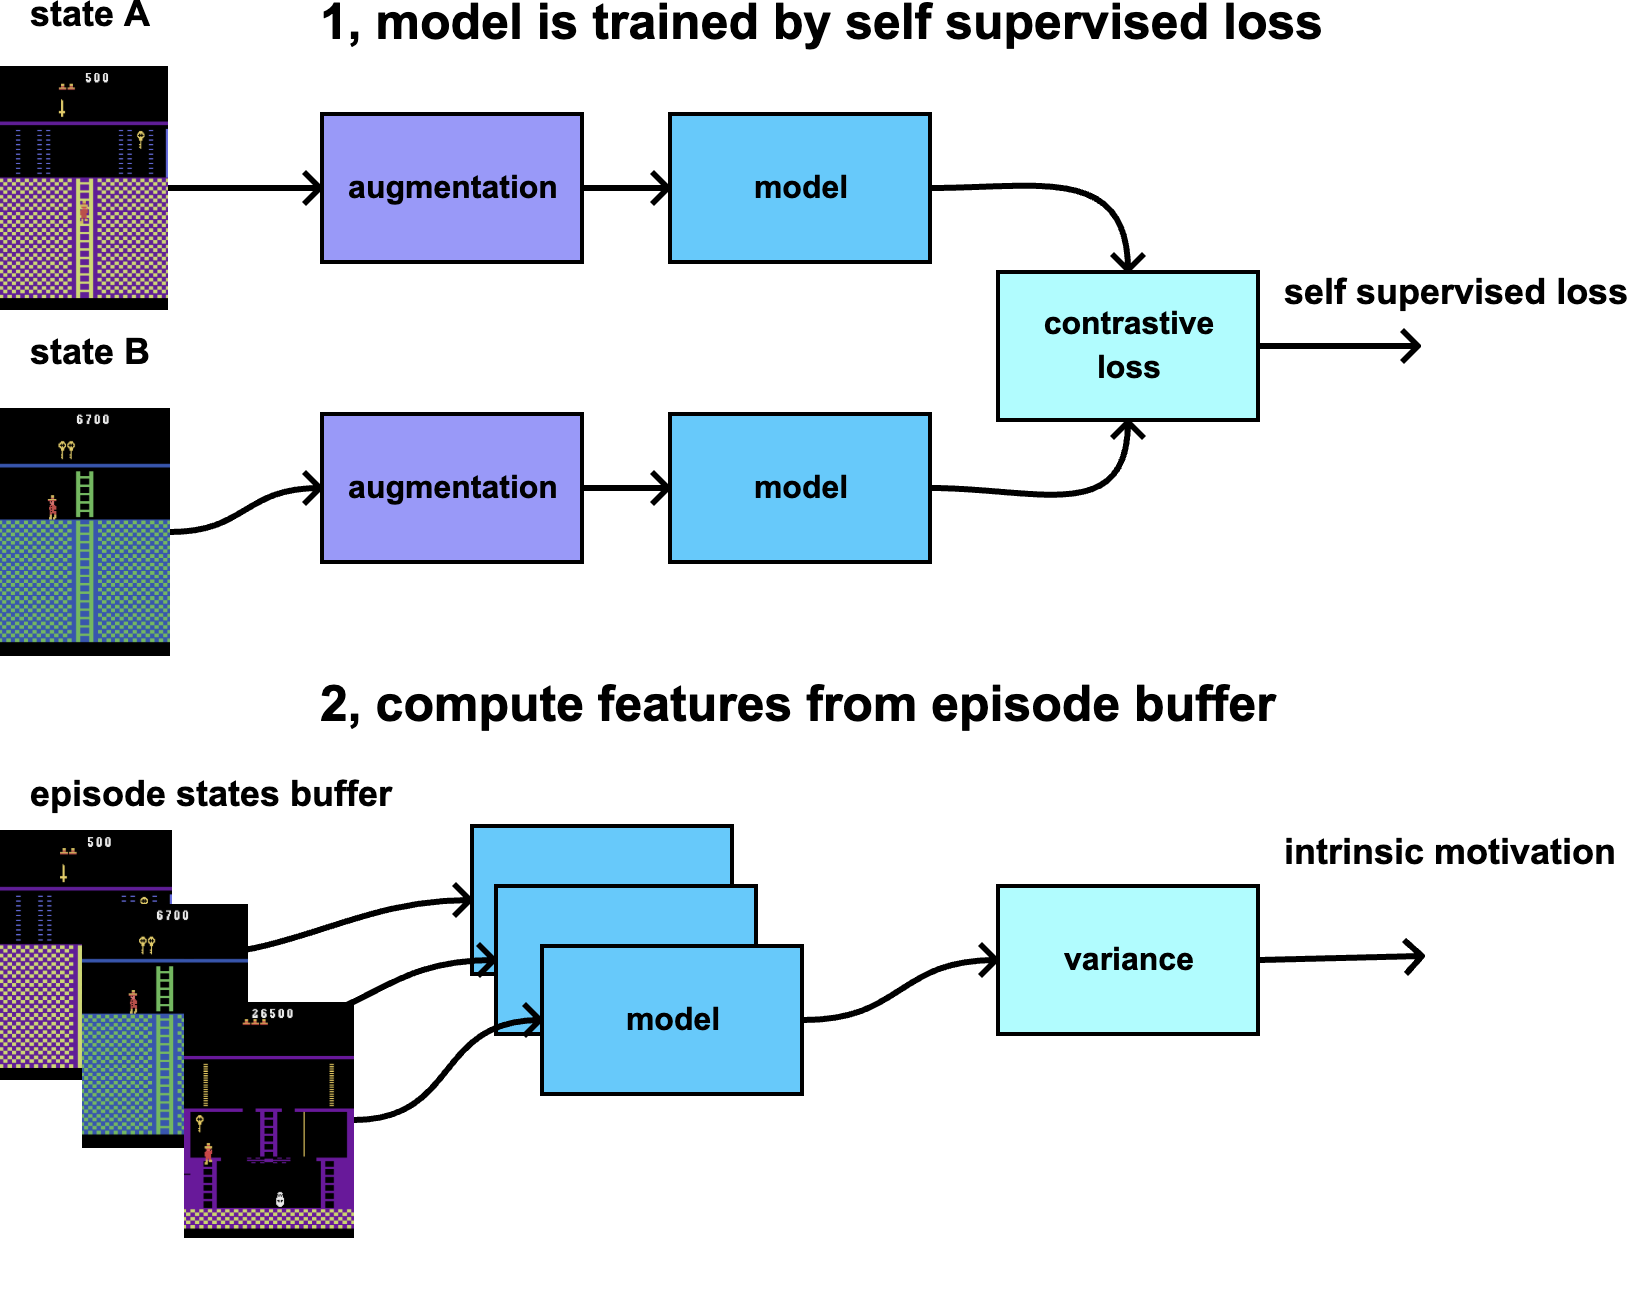 state A
1, model is trained by self supervised loss
500
augmentation
model
contrastive
loss
self supervised loss
state B
6700
augmentation
model
2, compute features from episode buffer
episode states buffer
500
6700
26500
model
variance
intrinsic motivation